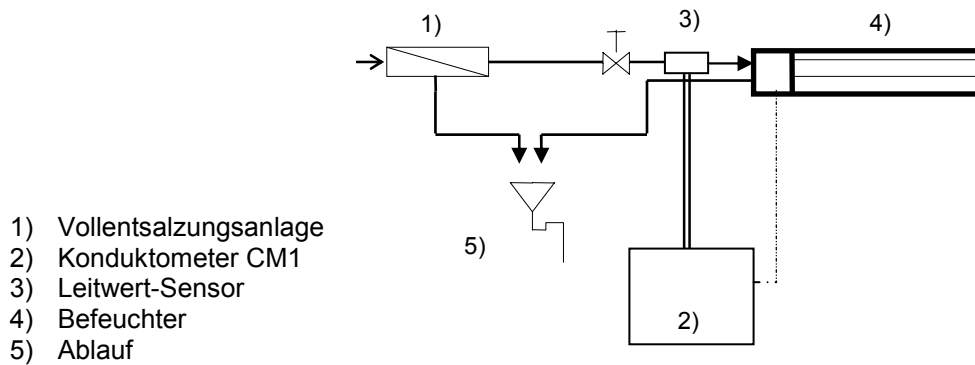 1)
3)
4)
5)
2)
1) Vollentsalzungsanlage
2) Konduktometer CM1
3) Leitwert-Sensor
4) Befeuchter
5) Ablauf